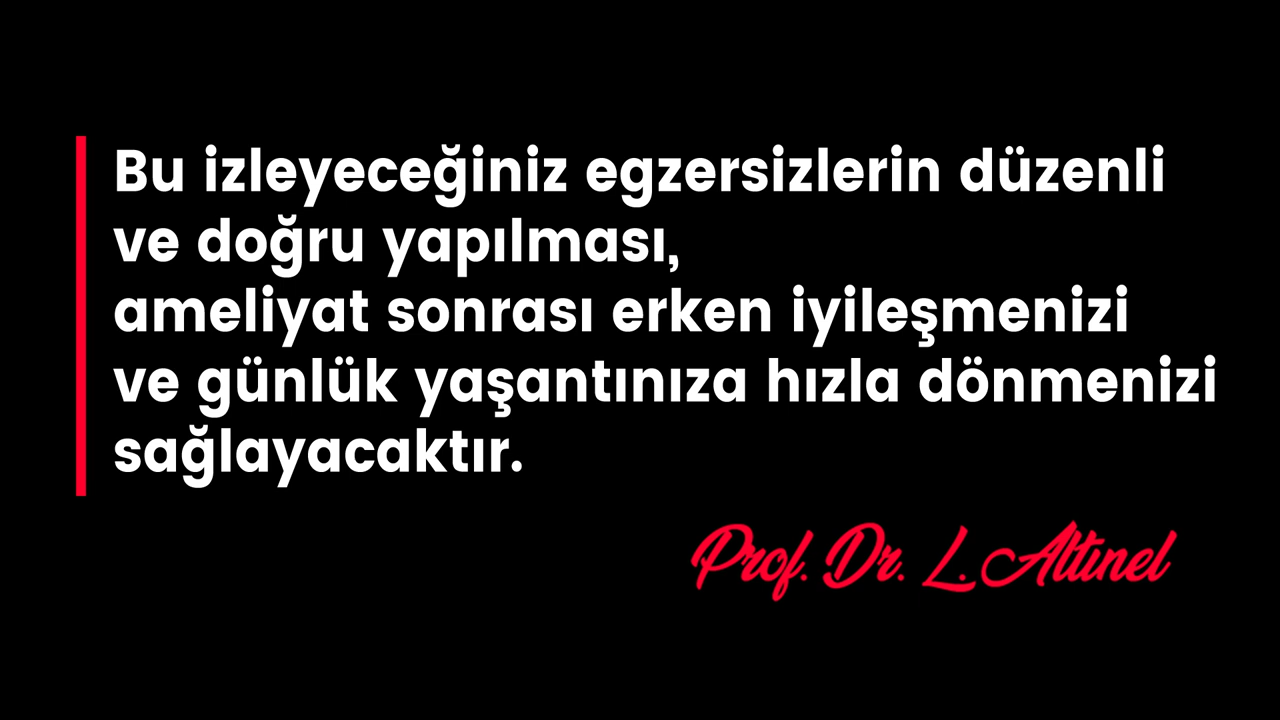 Bu izleyeceğiniz egzersizlerin düzenli
ve doğru yapılması,
ameliyat sonrası erken iyileşmenizi
ve günlük yaşantınıza hızla dönmenizi
sağlayacaktır.
Prof. Dr. L. Altınel